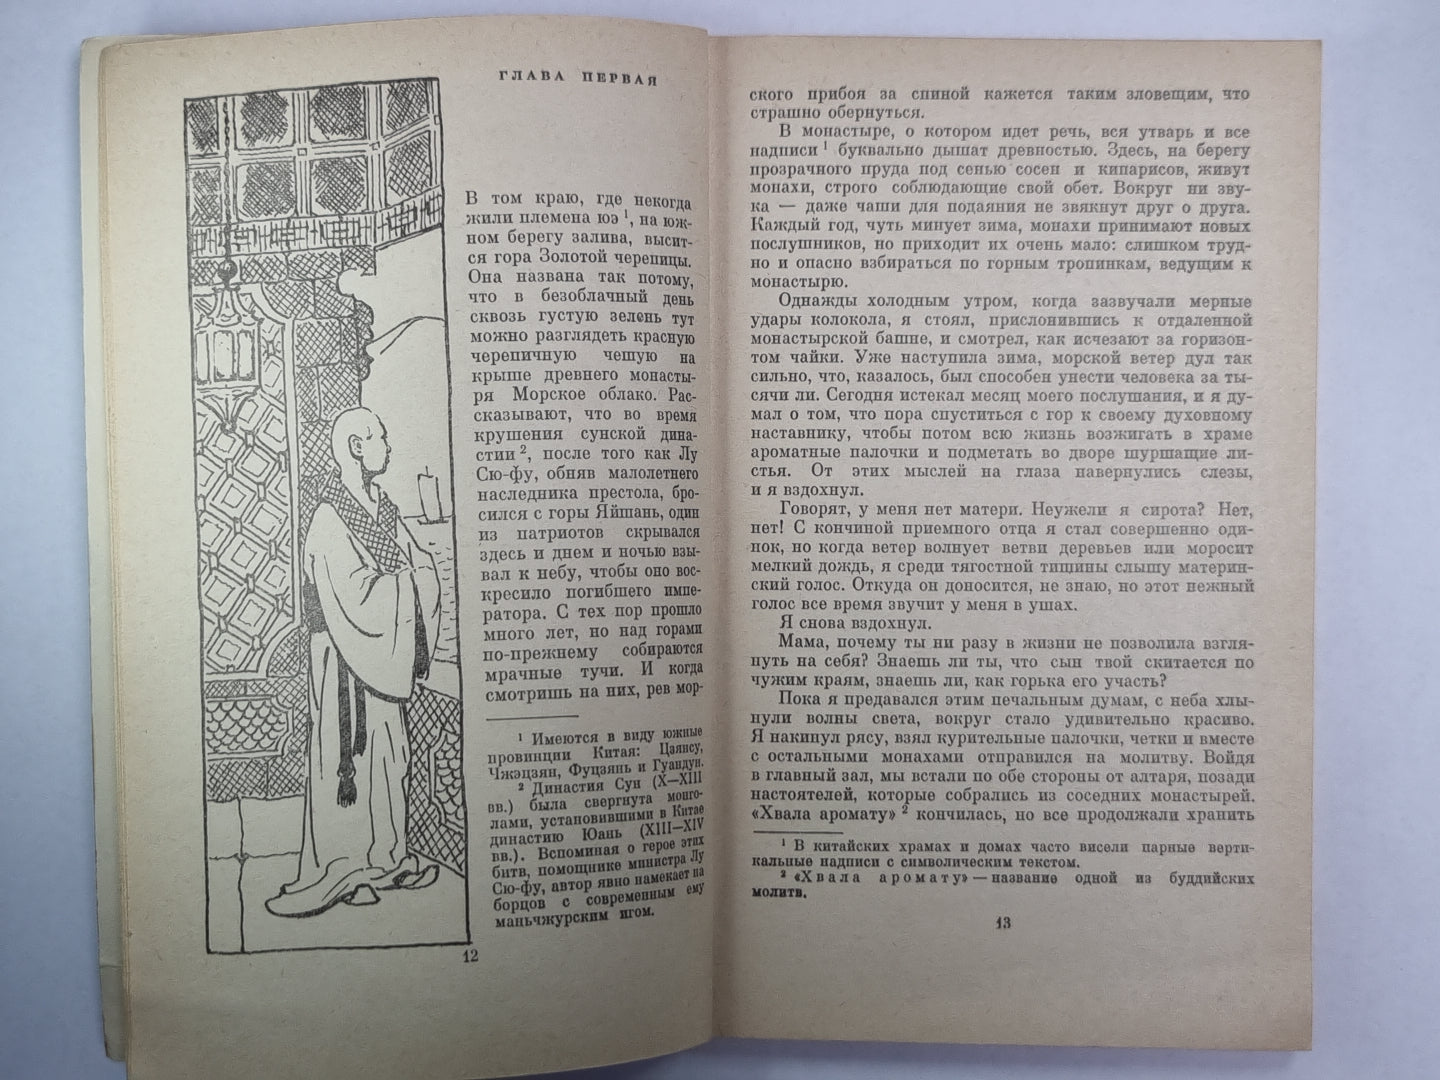 ГЛАВА ПЕРВАЯ
В том краю, где некогда
жили племена юэ ¹, на юж-
ном берегу залива, высит-
ся гора Золотой черепицы.
Она названа так потому,
что в безоблачный день
сквозь густую зелень тут
можно разглядеть красную
черепичную чешую на
крыше древнего монасты-
ря Морское облако. Рас-
сказывают, что во время
крушения сунской дина-
стии ², после того как Лу
Сю-фу, обняв малолетнего
наследника престола, бро-
сился с горы Яйшань, один
из патриотов скрывался
здесь и днем и ночью взы-
вал к небу, чтобы оно вос-
кресило погибшего импе-
ратора. С тех пор прошло
много лет, но над горами
по-прежнему собираются
мрачные тучи. И когда
смотришь на них, рев мор-
¹ Имеются в виду южные
провинции Китая: Цзянсу,
Чжэцзян, Фуцзянь и Гуандун.
² Династия Сун (X—XIII
вв.) была свергнута монго-
лами, установившими в Китае
династию Юань (XIII—XIV
вв.). Вспоминая о герое этих
битв, помощнике министра Лу
Сю-фу, автор явно намекает на
борцов с современным ему
маньчжурским игом.
12
ского прибоя за спиной кажется таким зловещим, что
страшно обернуться.
В монастыре, о котором идет речь, вся утварь и все
надписи ¹ буквально дышат древностью. Здесь, на берегу
прозрачного пруда под сенью сосен и кипарисов, живут
монахи, строго соблюдающие свой обет. Вокруг ни зву-
ка — даже чаши для подаяния не звякнут друг о друга.
Каждый год, чуть минует зима, монахи принимают новых
послушников, но приходит их очень мало: слишком труд-
но и опасно взбираться по горным тропинкам, ведущим к
монастырю.
Однажды холодным утром, когда зазвучали мерные
удары колокола, я стоял, прислонившись к отдаленной
монастырской башне, и смотрел, как исчезают за горизон-
том чайки. Уже наступила зима, морской ветер дул так
сильно, что, казалось, был способен унести человека за ты-
сячи ли. Сегодня истекал месяц моего послушания, и я ду-
мал о том, что пора спуститься с гор к своему духовному
наставнику, чтобы потом всю жизнь возжигать в храме
ароматные палочки и подметать во дворе шуршащие ли-
стья. От этих мыслей на глаза навернулись слезы,
и я вздохнул.
Говорят, у меня нет матери. Неужели я сирота? Нет,
нет! С кончиной приемного отца я стал совершенно оди-
нок, но когда ветер волнует ветви деревьев или моросит
мелкий дождь, я среди тягостной тишины слышу материн-
ский голос. Откуда он доносится, не знаю, но этот нежный
голос все время звучит у меня в ушах.
Я снова вздохнул.
Мама, почему ты ни разу в жизни не позволила взгля-
нуть на себя? Знаешь ли ты, что сын твой скитается по
чужим краям, знаешь ли, как горька его участь?
Пока я предавался этим печальным думам, с неба хлы-
нули волны света, вокруг стало удивительно красиво.
Я накинул рясу, взял курительные палочки, четки и вместе
с остальными монахами отправился на молитву. Войдя
в главный зал, мы встали по обе стороны от алтаря, позади
настоятелей, которые собрались из соседних монастырей.
«Хвала аромату» ² кончилась, но все продолжали хранить
¹ В китайских храмах и домах часто висели парные верти-
кальные надписи с символическим текстом.
² «Хвала аромату» — название одной из буддийских
молитв.
13